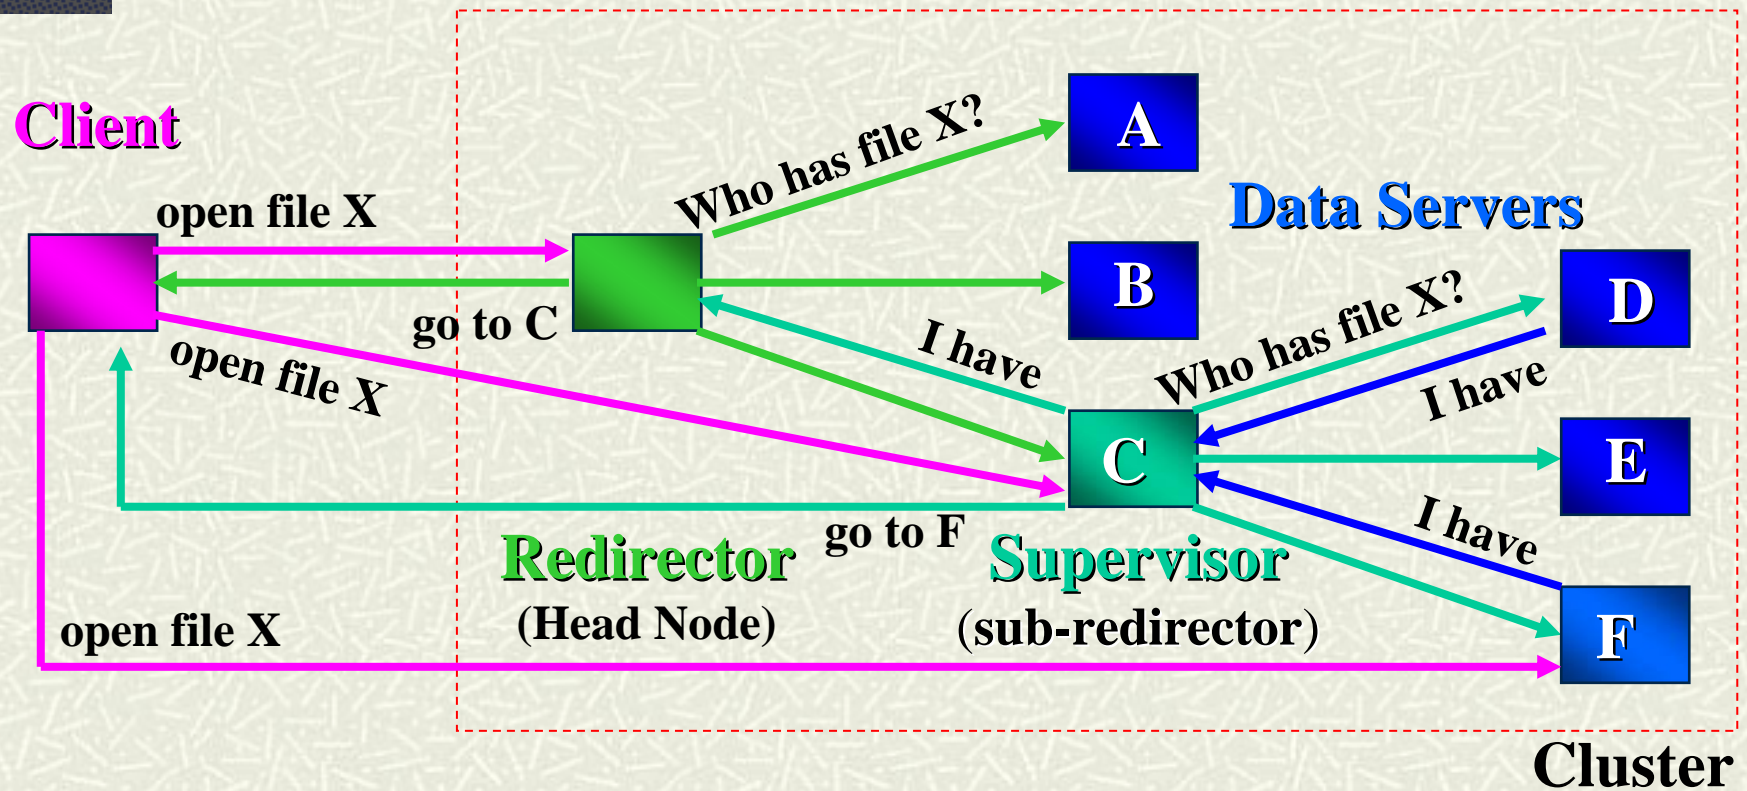 Client
Who has file X?
A
Data Servers
open file X
B
D
go to C
I have
Who has file X?
open file X
I have
C
E
I have
go to F
Redirector
(Head Node)
Supervisor
(sub-redirector)
open file X
F
Cluster